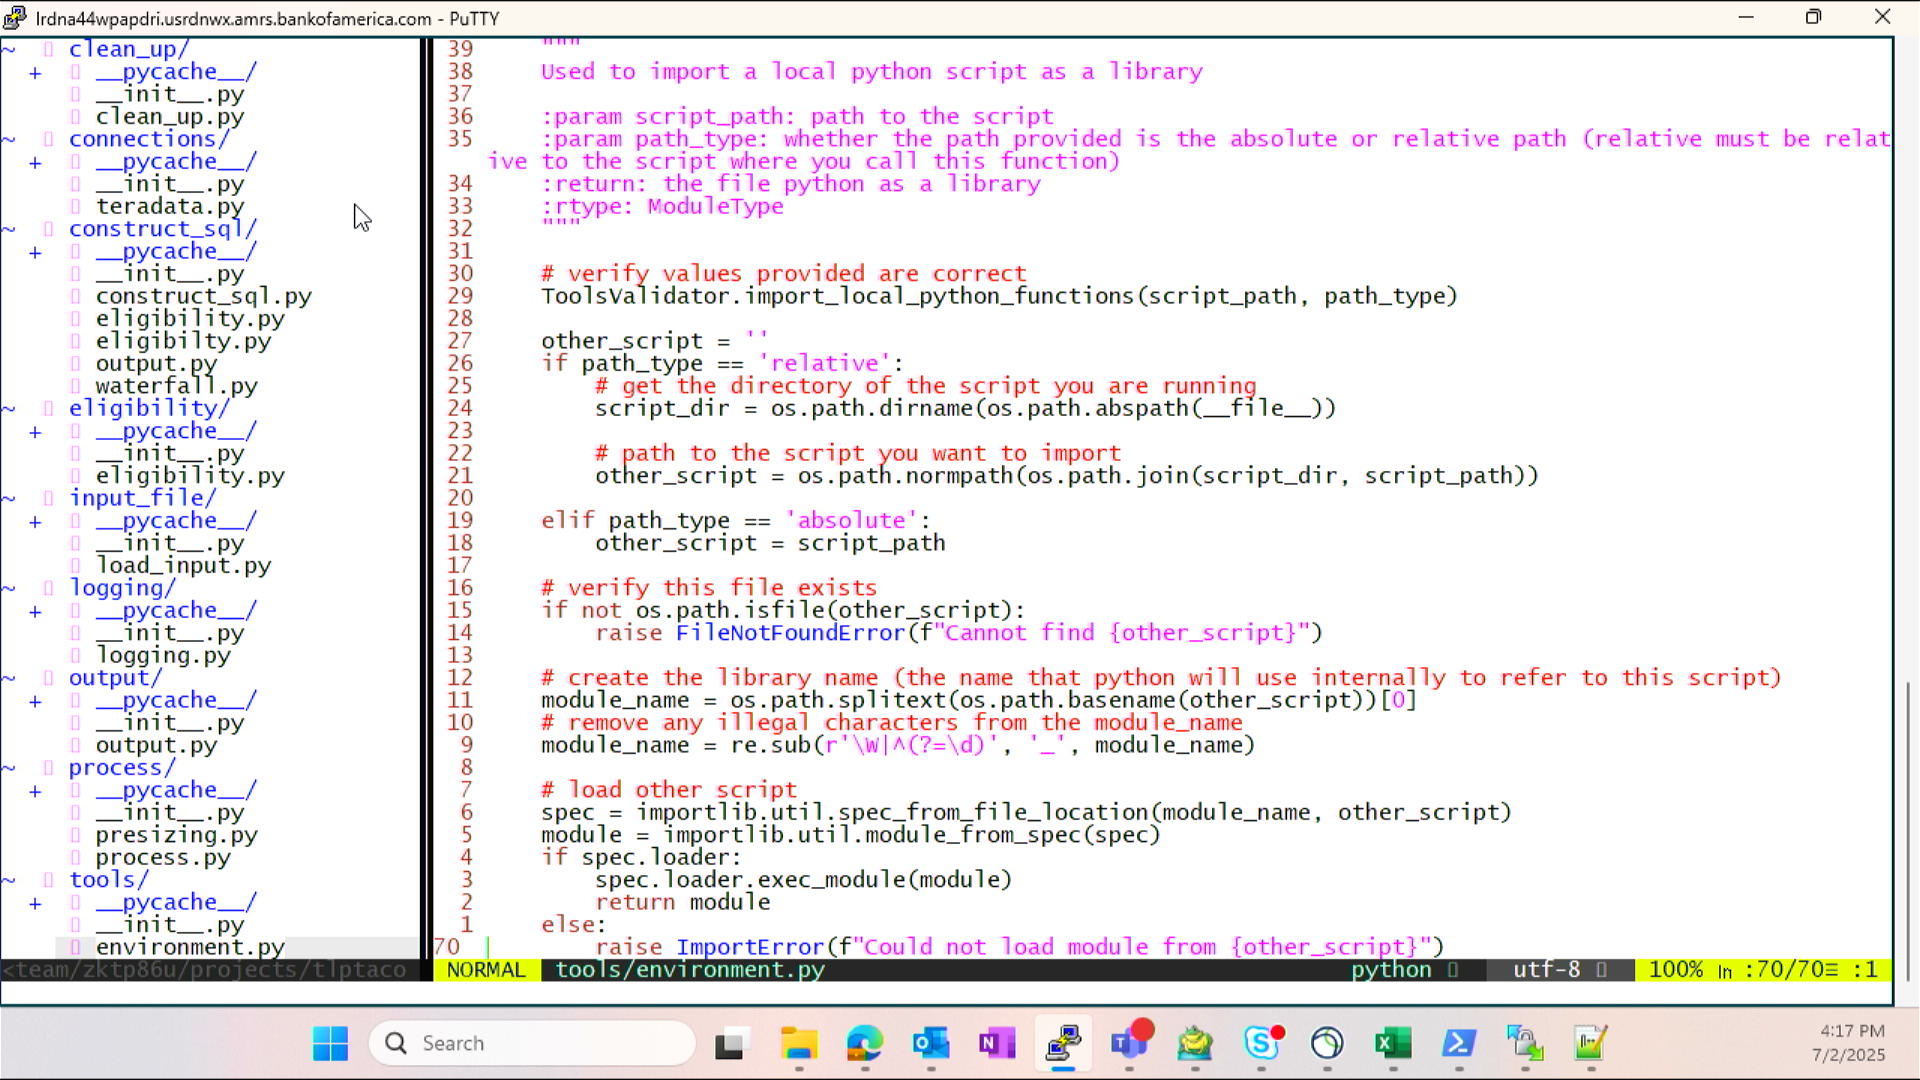 lrdna44wpapdri.usrdnwx.amrs.bankofamerica.com - PuTTY
~ clean_up/
+ __pycache__/
__init__.py
clean_up.py
~ connections/
+ __pycache__/
__init__.py
teradata.py
~ construct_sql/
+ __pycache__/
__init__.py
construct_sql.py
eligibility.py
eligibilty.py
output.py
waterfall.py
~ eligibility/
+ __pycache__/
__init__.py
eligibility.py
~ input_file/
+ __pycache__/
__init__.py
load_input.py
~ logging/
+ __pycache__/
__init__.py
logging.py
~ output/
+ __pycache__/
__init__.py
output.py
~ process/
+ __pycache__/
__init__.py
presizing.py
process.py
~ tools/
+ __pycache__/
__init__.py
environment.py
<team/zktp86u/projects/tlptaco
39 """
38 Used to import a local python script as a library
37
36 :param script_path: path to the script
35 :param path_type: whether the path provided is the absolute or relative path (relative must be relat
ive to the script where you call this function)
34 :return: the file python as a library
33 :rtype: ModuleType
32 """
31
30 # verify values provided are correct
29 ToolsValidator.import_local_python_functions(script_path, path_type)
28
27 other_script = ''
26 if path_type == 'relative':
25 # get the directory of the script you are running
24 script_dir = os.path.dirname(os.path.abspath(__file__))
23
22 # path to the script you want to import
21 other_script = os.path.normpath(os.path.join(script_dir, script_path))
20
19 elif path_type == 'absolute':
18 other_script = script_path
17
16 # verify this file exists
15 if not os.path.isfile(other_script):
14 raise FileNotFoundError(f"Cannot find {other_script}")
13
12 # create the library name (the name that python will use internally to refer to this script)
11 module_name = os.path.splitext(os.path.basename(other_script))[0]
10 # remove any illegal characters from the module_name
9 module_name = re.sub(r'\W|^(?=\d)', '_', module_name)
8
7 # load other script
6 spec = importlib.util.spec_from_file_location(module_name, other_script)
5 module = importlib.util.module_from_spec(spec)
4 if spec.loader:
3 spec.loader.exec_module(module)
2 return module
1 else:
70 raise ImportError(f"Could not load module from {other_script}")
NORMAL tools/environment.py python utf-8 100% ln :70/70≡ :1
Search
4:17 PM
7/2/2025